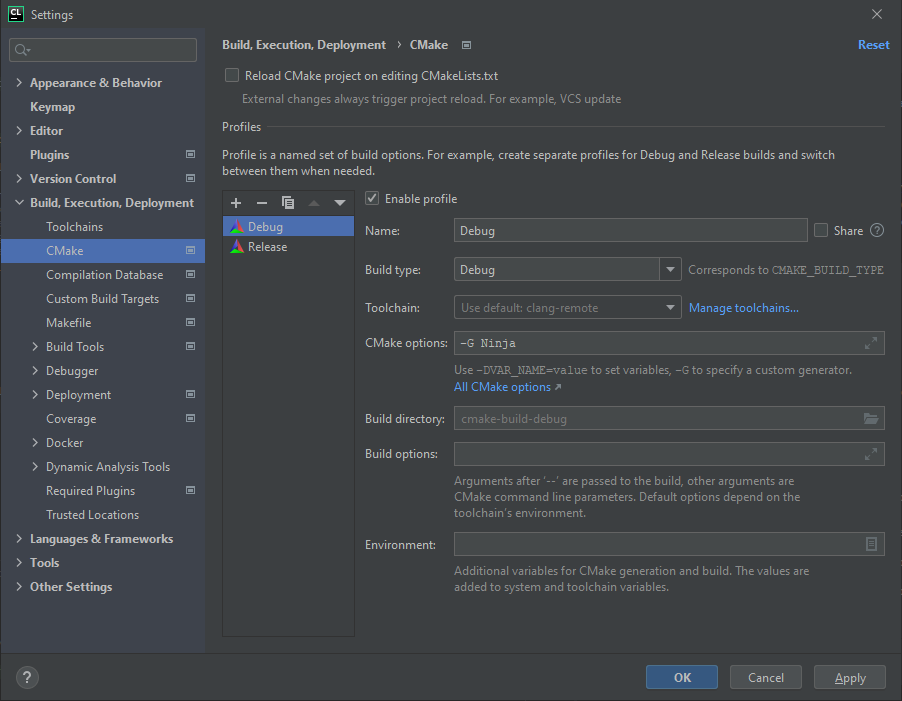 CL
Settings
Appearance & Behavior
Keymap
Editor
Plugins
Version Control
Build, Execution, Deployment
Toolchains
CMake
Compilation Database
Custom Build Targets
Makefile
Build Tools
Debugger
Deployment
Coverage
Docker
Dynamic Analysis Tools
Required Plugins
Trusted Locations
Languages & Frameworks
Tools
Other Settings
Build, Execution, Deployment › CMake
Reset
Reload CMake project on editing CMakeLists.txt
External changes always trigger project reload. For example, VCS update
Profiles
Profile is a named set of build options. For example, create separate profiles for Debug and Release builds and switch
between them when needed.
Debug
Release
Enable profile
Name: Debug Share ?
Build type: Debug Corresponds to CMAKE_BUILD_TYPE
Toolchain: Use default: clang-remote Manage toolchains...
CMake options: -G Ninja
Use -DVAR_NAME=value to set variables, -G to specify a custom generator.
All CMake options ↗
Build directory: cmake-build-debug
Build options:
Arguments after '--' are passed to the build, other arguments are
CMake command line parameters. Default options depend on the
toolchain's environment.
Environment:
Additional variables for CMake generation and build. The values are
added to system and toolchain variables.
?
OK
Cancel
Apply